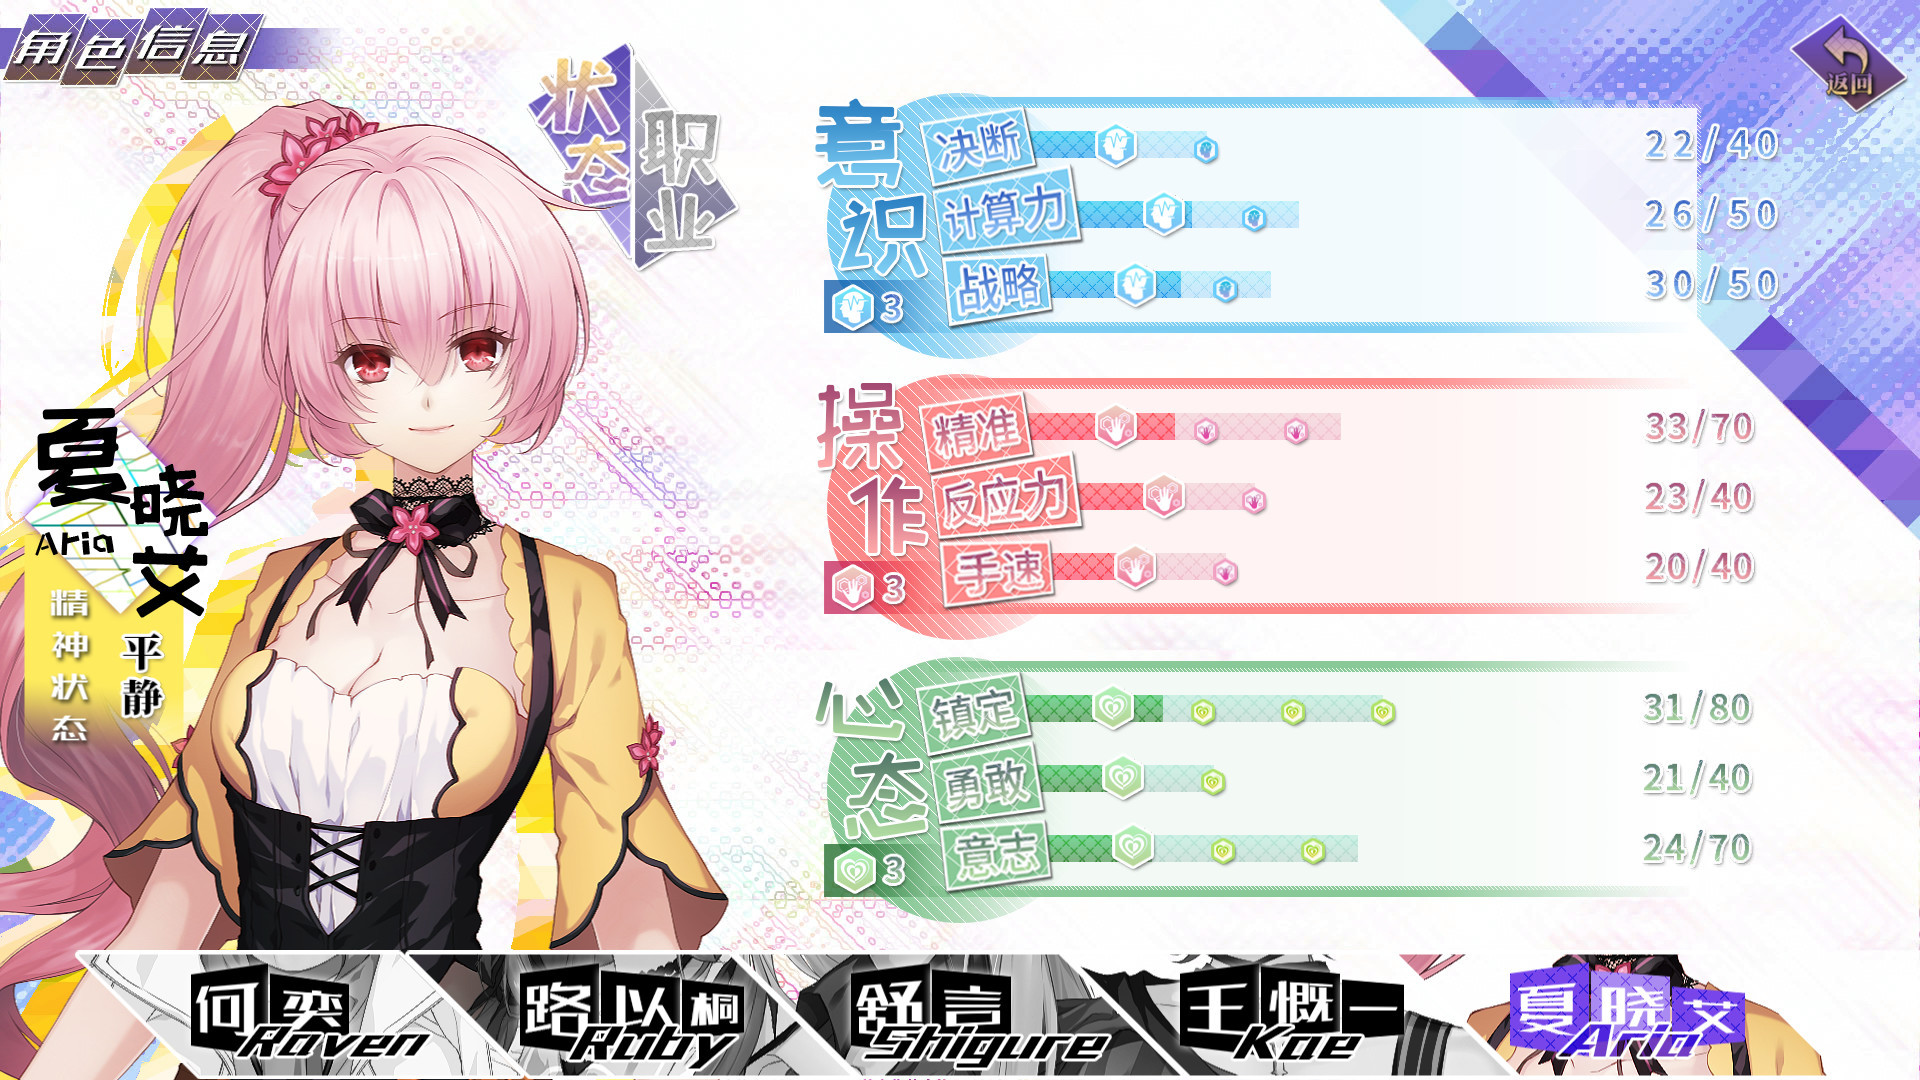 角色信息
返回
状态
职业
意识
决断
22/40
计算力
26/50
战略
30/50
3
操作
精准
33/70
反应力
23/40
手速
20/40
3
心态
镇定
31/80
勇敢
21/40
意志
24/70
3
夏晓艾
Aria
精神状态
平静
何奕
Raven
路以桐
Ruby
舒言
Shigure
王慨一
Kae
夏晓艾
Aria